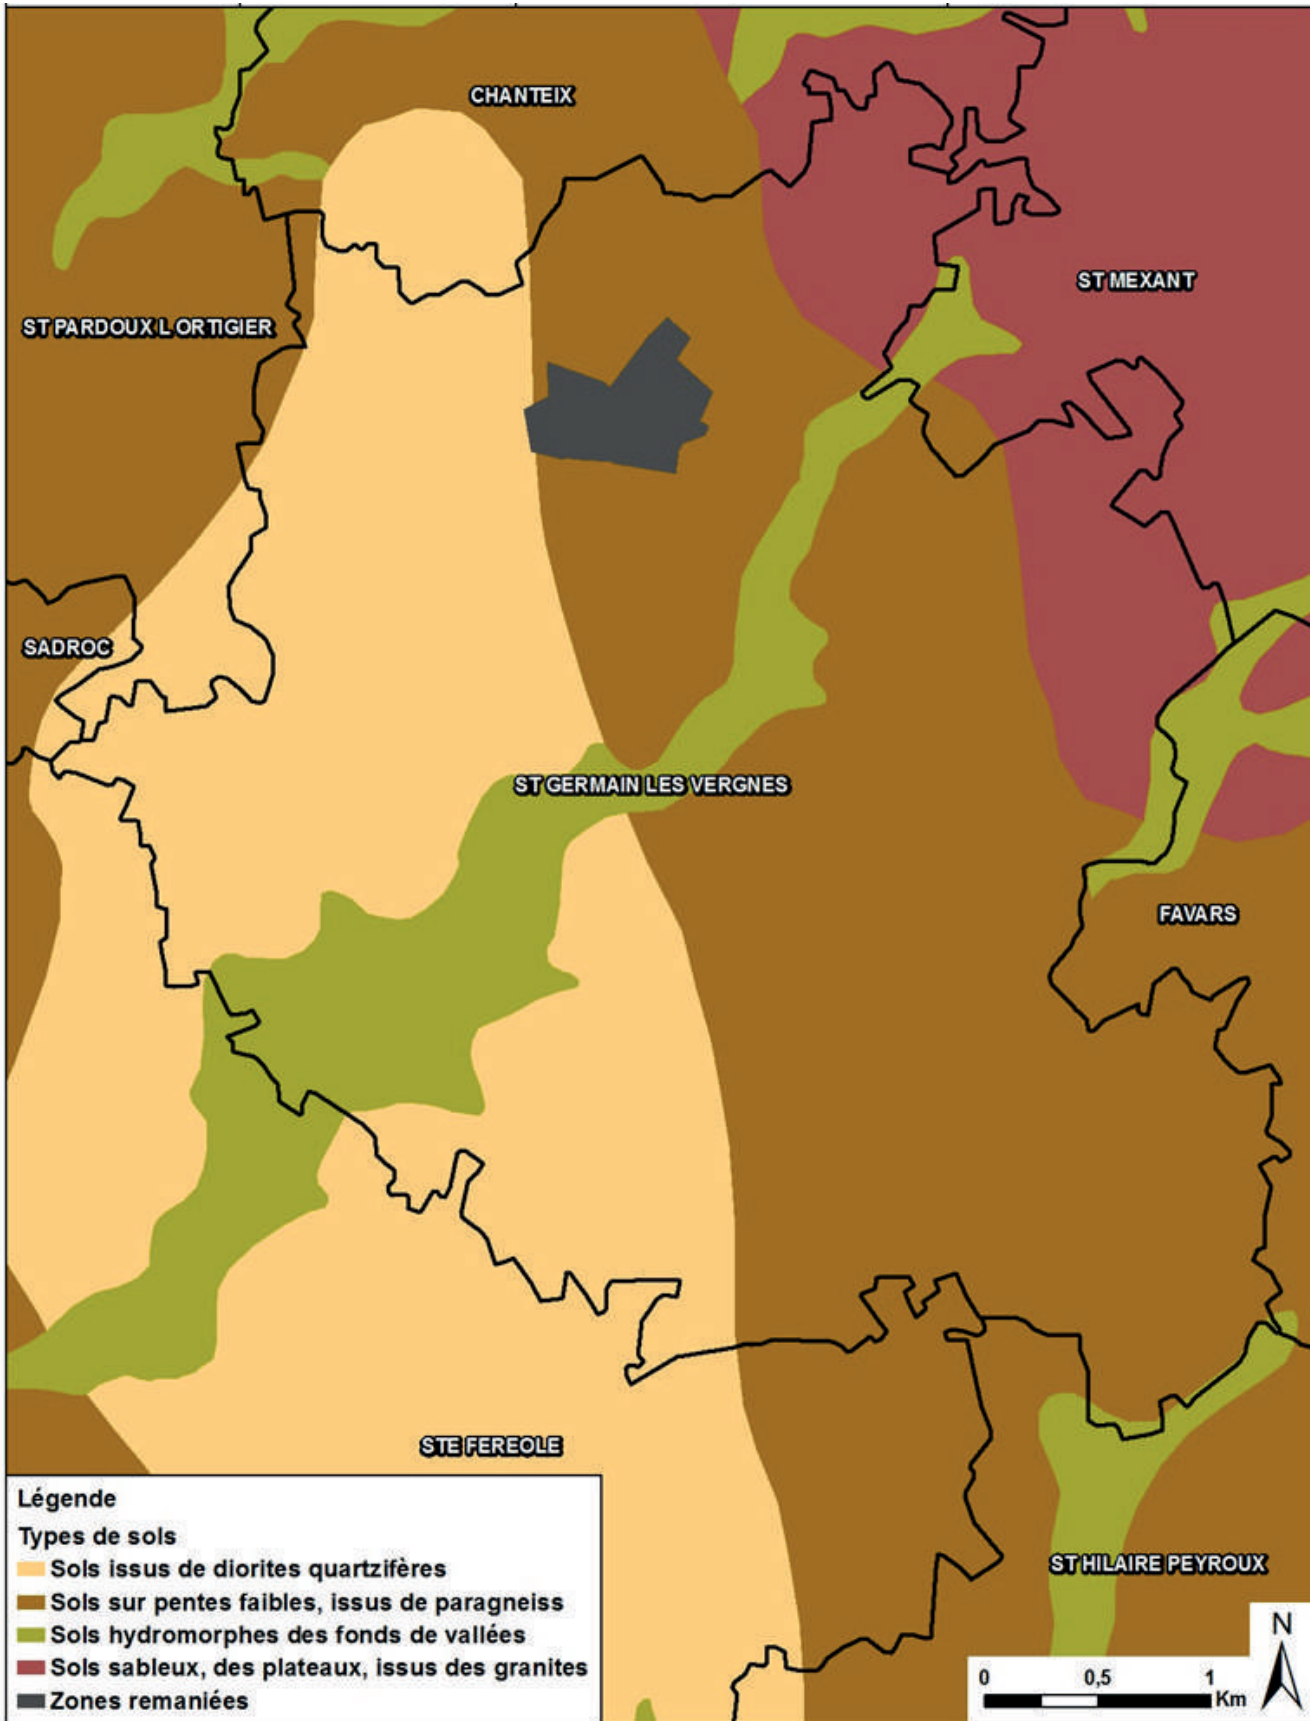 CHANTEIX
ST MEXANT
ST PARDOUX L ORTIGIER
SADROC
ST GERMAIN LES VERGNES
FAVARS
STE FEREOLE
ST HILAIRE PEYROUX
Légende
Types de sols
Sols issus de diorites quartzifères
Sols sur pentes faibles, issus de paragneiss
Sols hydromorphes des fonds de vallées
Sols sableux, des plateaux, issus des granites
Zones remaniées
N
0 0,5 1
Km